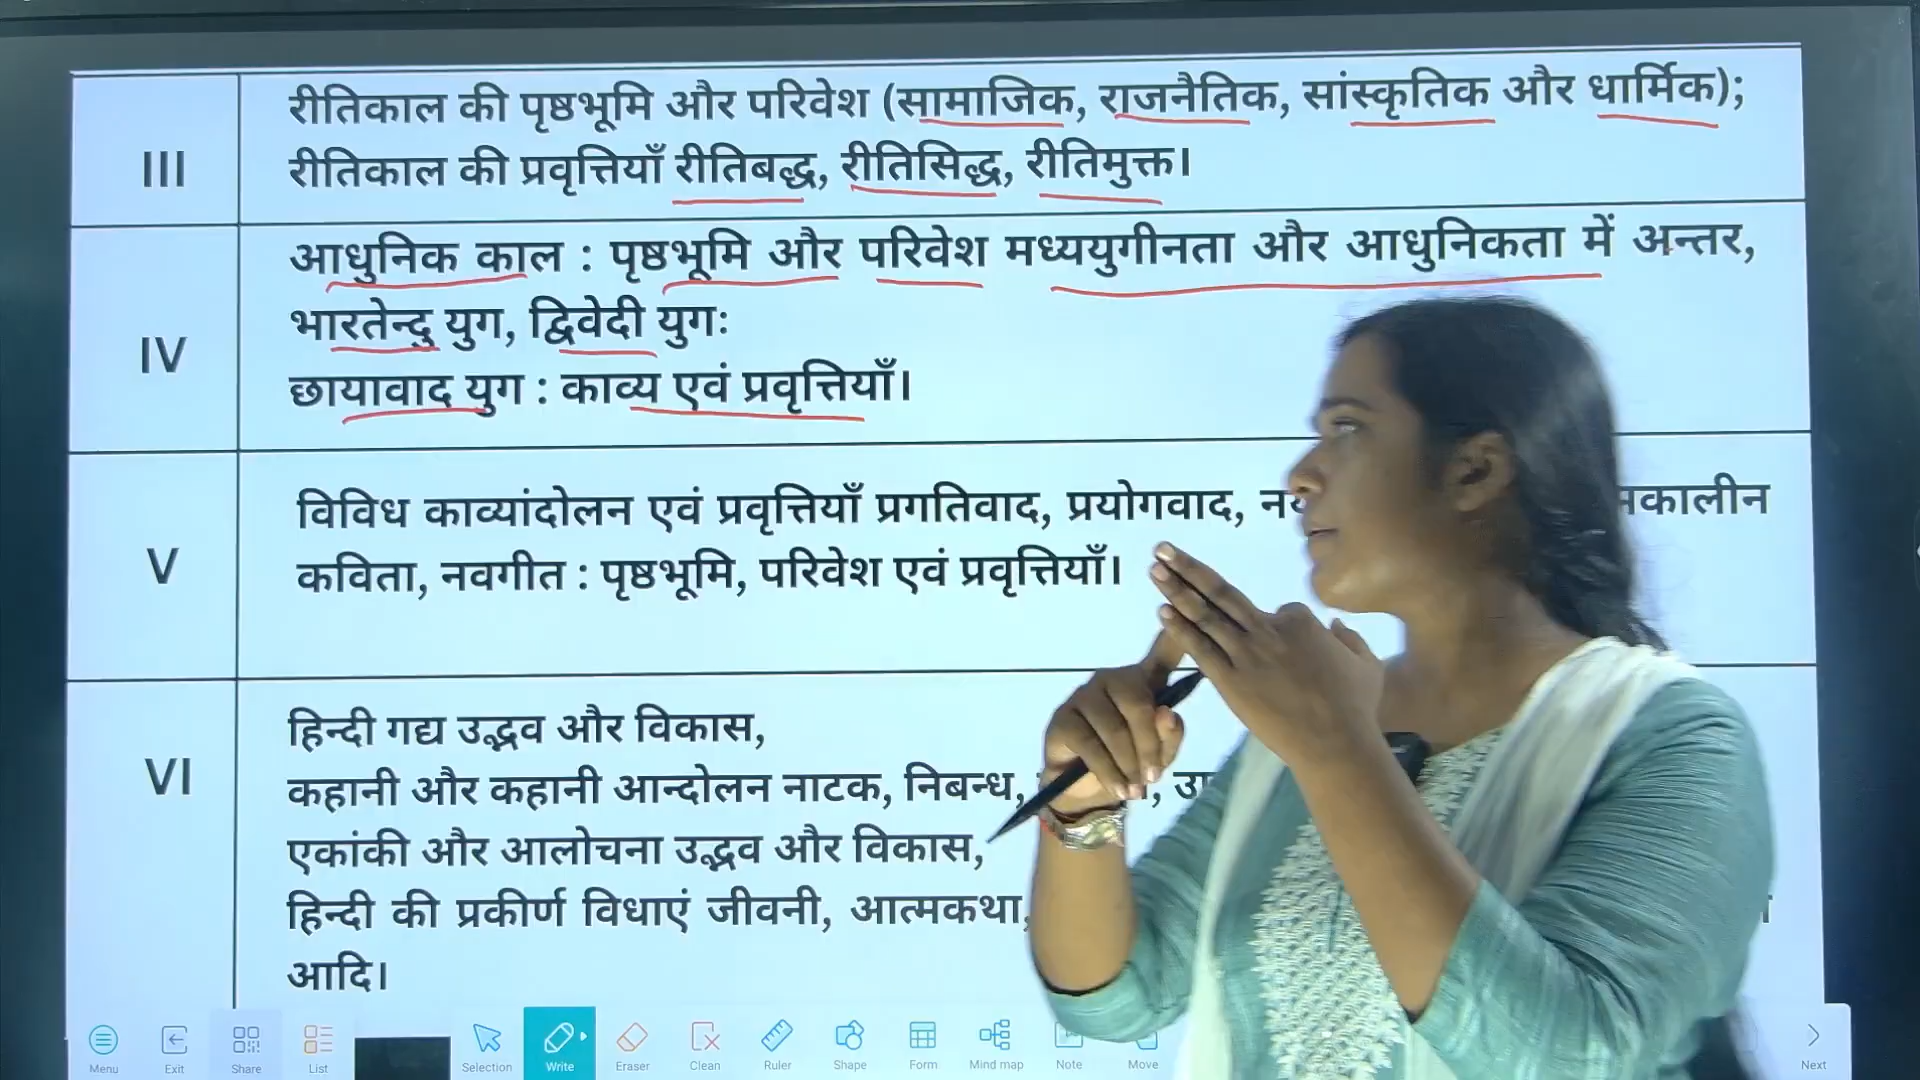 III
रीतिकाल की पृष्ठभूमि और परिवेश (सामाजिक, राजनैतिक, सांस्कृतिक और धार्मिक);
रीतिकाल की प्रवृत्तियाँ रीतिबद्ध, रीतिसिद्ध, रीतिमुक्त।
IV
आधुनिक काल : पृष्ठभूमि और परिवेश मध्ययुगीनता और आधुनिकता में अन्तर,
भारतेन्दु युग, द्विवेदी युगः
छायावाद युग : काव्य एवं प्रवृत्तियाँ।
V
विविध काव्यांदोलन एवं प्रवृत्तियाँ प्रगतिवाद, प्रयोगवाद,
कविता, नवगीत : पृष्ठभूमि, परिवेश एवं प्रवृत्तियाँ।
VI
हिन्दी गद्य उद्भव और विकास,
कहानी और कहानी आन्दोलन नाटक, निबन्ध,
एकांकी और आलोचना उद्भव और विकास,
हिन्दी की प्रकीर्ण विधाएं जीवनी, आत्मकथा,
आदि।
Menu Exit Share List Selection Write Eraser Clean Ruler Shape Form Mind map Note Move Next